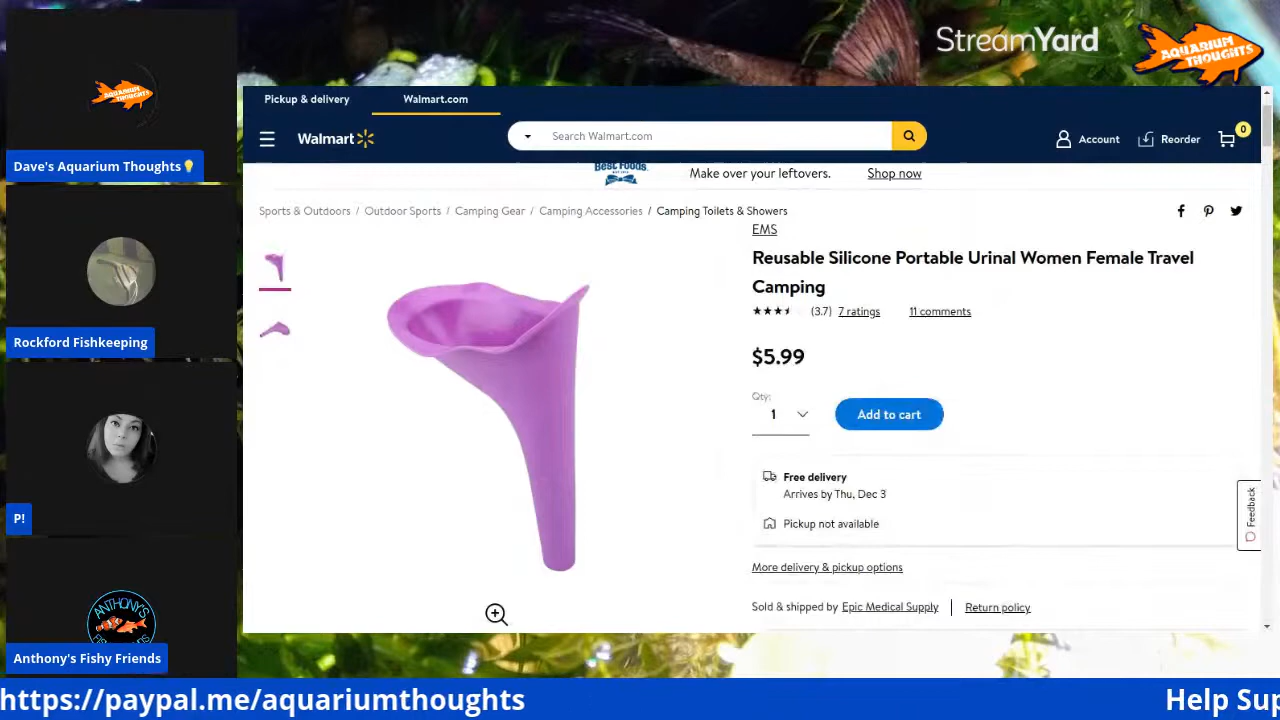 StreamYard
AQUARIUM
THOUGHTS
Dave's Aquarium Thoughts💡
Rockford Fishkeeping
P!
ANTHONY'S
Anthony's Fishy Friends
Pickup & delivery
Walmart.com
Walmart
Search Walmart.com
Account
Reorder
0
BEST FOODS
Make over your leftovers.
Shop now
Sports & Outdoors / Outdoor Sports / Camping Gear / Camping Accessories / Camping Toilets & Showers
EMS
Reusable Silicone Portable Urinal Women Female Travel
Camping
(3.7) 7 ratings 11 comments
$5.99
Qty:
1
Add to cart
Free delivery
Arrives by Thu, Dec 3
Pickup not available
More delivery & pickup options
Sold & shipped by Epic Medical Supply | Return policy
Feedback
https://paypal.me/aquariumthoughts
Help Sup